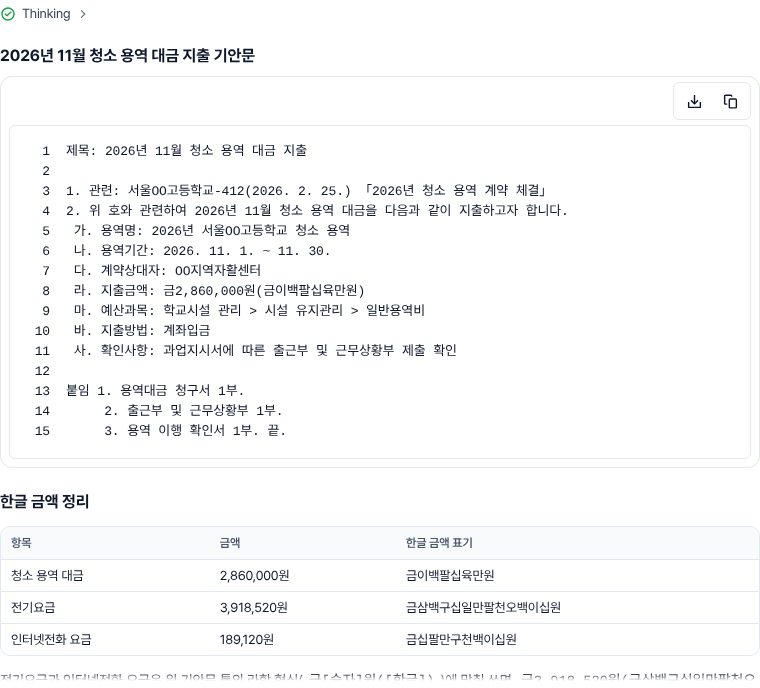 Thinking
2026년 11월 청소 용역 대금 지출 기안문
1 제목: 2026년 11월 청소 용역 대금 지출
2
3 1. 관련: 서울OO고등학교-412(2026. 2. 25.) 「2026년 청소 용역 계약 체결」
4 2. 위 호와 관련하여 2026년 11월 청소 용역 대금을 다음과 같이 지출하고자 합니다.
5 가. 용역명: 2026년 서울OO고등학교 청소 용역
6 나. 용역기간: 2026. 11. 1. ~ 11. 30.
7 다. 계약상대자: OO지역자활센터
8 라. 지출금액: 금2,860,000원(금이백팔십육만원)
9 마. 예산과목: 학교시설 관리 > 시설 유지관리 > 일반용역비
10 바. 지출방법: 계좌입금
11 사. 확인사항: 과업지시서에 따른 출근부 및 근무상황부 제출 확인
12
13 붙임 1. 용역대금 청구서 1부.
14 2. 출근부 및 근무상황부 1부.
15 3. 용역 이행 확인서 1부. 끝.
한글 금액 정리
항목 금액 한글 금액 표기
청소 용역 대금 2,860,000원 금이백팔십육만원
전기요금 3,918,520원 금삼백구십일만팔천오백이십원
인터넷전화 요금 189,120원 금십팔만구천백이십원